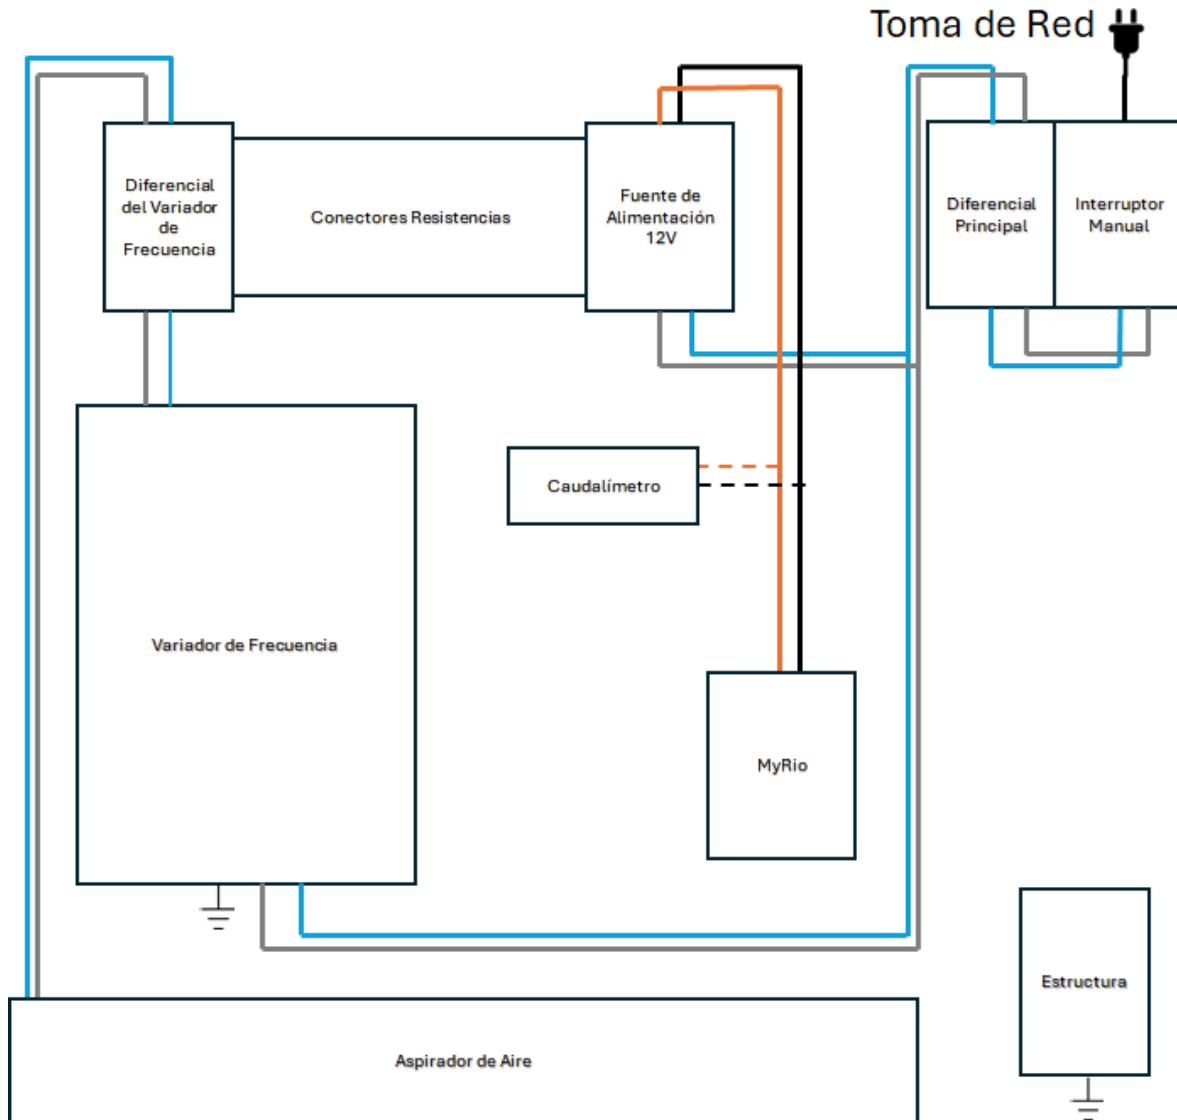 Toma de Red
Diferencial
del Variador
de
Frecuencia
Conectores Resistencias
Fuente de
Alimentación
12V
Diferencial
Principal
Interruptor
Manual
Caudalímetro
Variador de Frecuencia
MyRio
Estructura
Aspirador de Aire